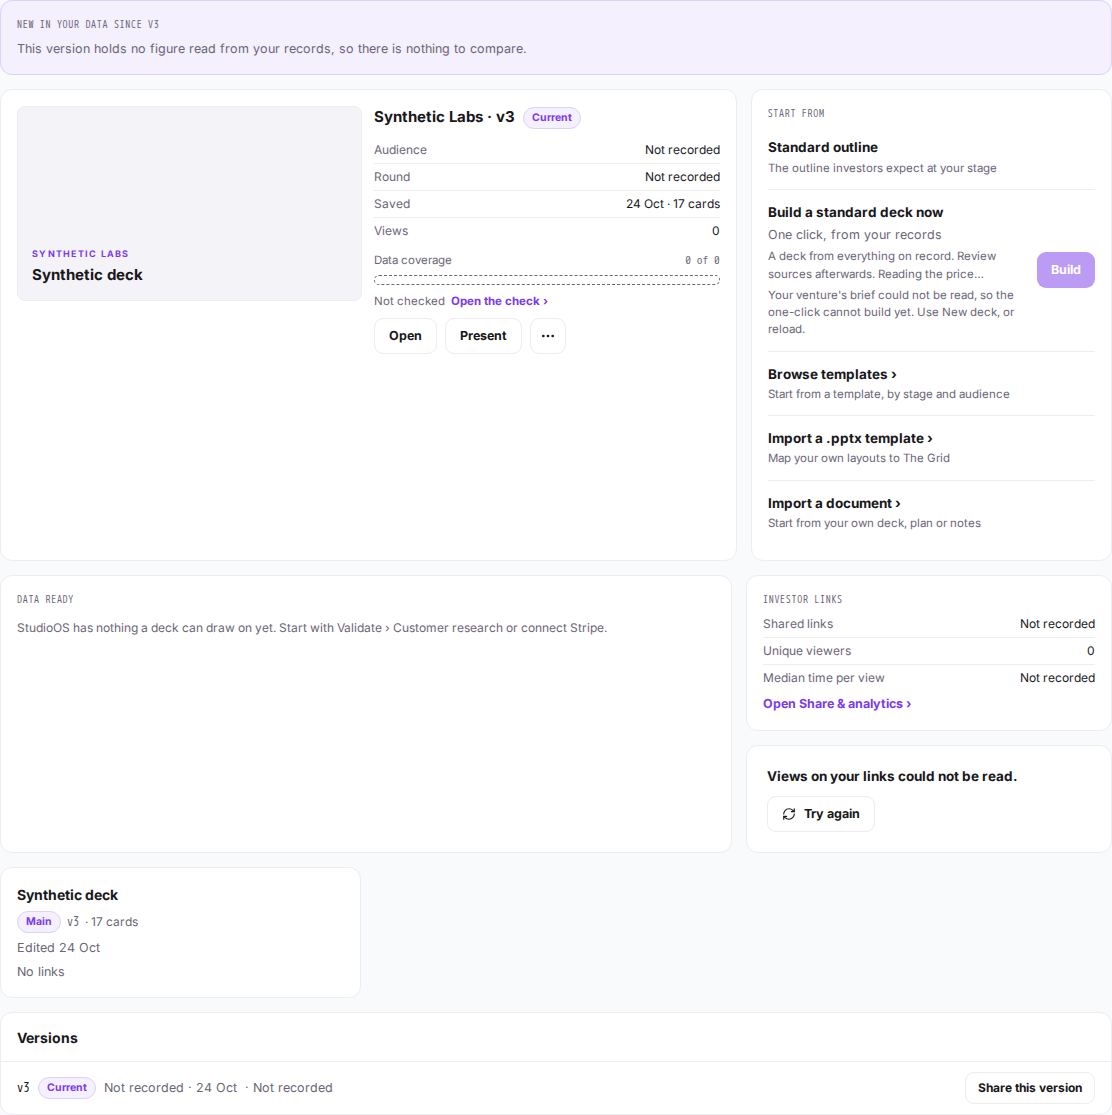 NEW IN YOUR DATA SINCE V3
This version holds no figure read from your records, so there is nothing to compare.
SYNTHETIC LABS
Synthetic deck
Synthetic Labs · v3 Current
Audience Not recorded
Round Not recorded
Saved 24 Oct · 17 cards
Views 0
Data coverage 0 of 0
Not checked Open the check ›
Open Present ···
START FROM
Standard outline
The outline investors expect at your stage
Build a standard deck now
One click, from your records
A deck from everything on record. Review
sources afterwards. Reading the price...
Build
Your venture's brief could not be read, so the
one-click cannot build yet. Use New deck, or
reload.
Browse templates ›
Start from a template, by stage and audience
Import a .pptx template ›
Map your own layouts to The Grid
Import a document ›
Start from your own deck, plan or notes
DATA READY
StudioOS has nothing a deck can draw on yet. Start with Validate › Customer research or connect Stripe.
INVESTOR LINKS
Shared links Not recorded
Unique viewers 0
Median time per view Not recorded
Open Share & analytics ›
Views on your links could not be read.
Try again
Synthetic deck
Main v3 · 17 cards
Edited 24 Oct
No links
Versions
v3 Current Not recorded · 24 Oct · Not recorded Share this version